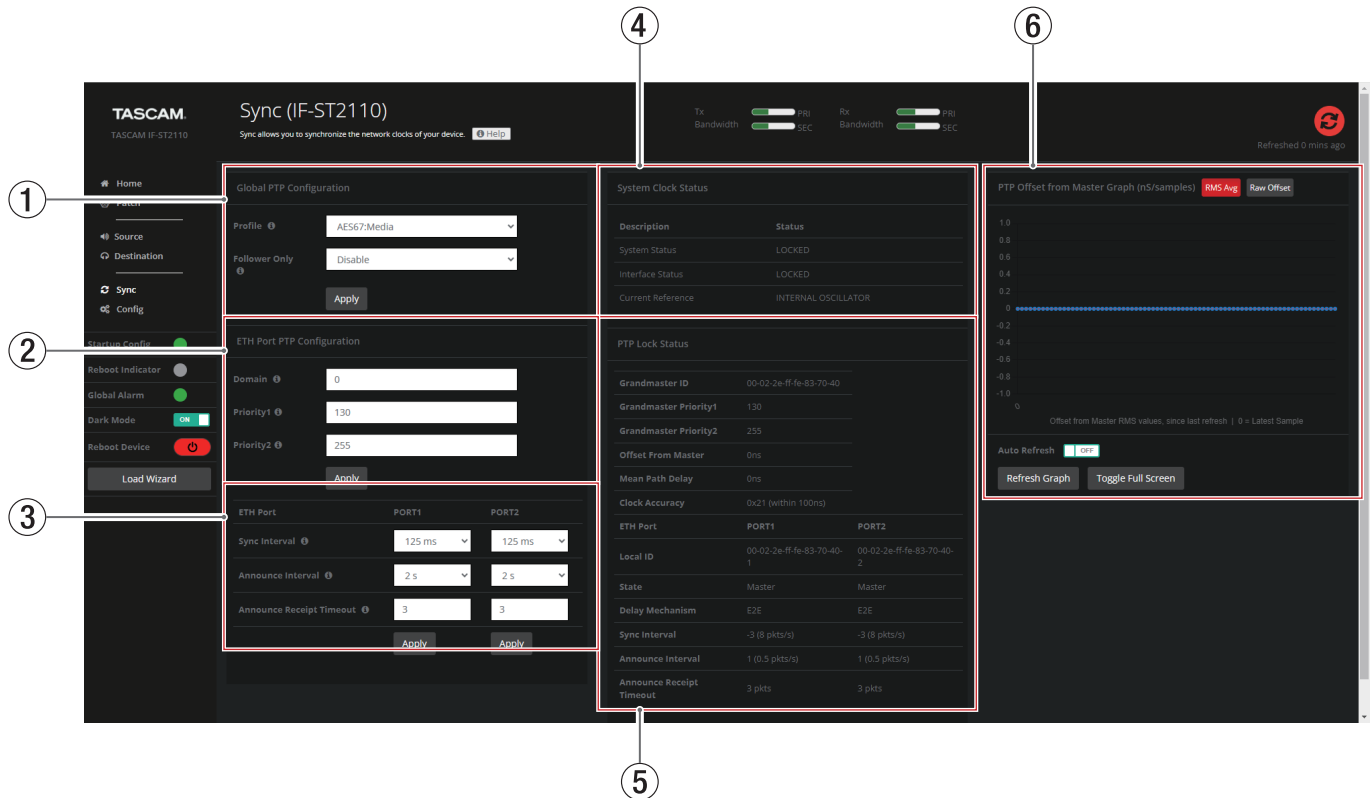 ④
⑥
TASCAM
TASCAM IF-ST2110
Sync (IF-ST2110)
Sync allows you to synchronize the network clocks of your device. Help
Tx
Bandwidth
PRI
SEC
Rx
Bandwidth
PRI
SEC
Refreshed 0 mins ago
①
②
③
Home
Patch
Source
Destination
Sync
Config
Startup Config
Reboot Indicator
Global Alarm
Dark Mode ON
Reboot Device
Load Wizard
Global PTP Configuration
Profile AES67:Media
Follower Only Disable
Apply
ETH Port PTP Configuration
Domain 0
Priority1 130
Priority2 255
Apply
ETH Port PORT1 PORT2
Sync Interval 125 ms 125 ms
Announce Interval 2 s 2 s
Announce Receipt Timeout 3 3
Apply Apply
System Clock Status
Description Status
System Status LOCKED
Interface Status LOCKED
Current Reference INTERNAL OSCILLATOR
PTP Lock Status
Grandmaster ID 00-02-2e-ff-fe-83-70-40
Grandmaster Priority1 130
Grandmaster Priority2 255
Offset From Master 0ns
Mean Path Delay 0ns
Clock Accuracy 0x21 (within 100ns)
ETH Port PORT1 PORT2
Local ID 00-02-2e-ff-fe-83-70-40-1 00-02-2e-ff-fe-83-70-40-2
State Master Master
Delay Mechanism E2E E2E
Sync Interval -3 (8 pkts/s) -3 (8 pkts/s)
Announce Interval 1 (0.5 pkts/s) 1 (0.5 pkts/s)
Announce Receipt
Timeout 3 pkts 3 pkts
PTP Offset from Master Graph (nS/samples) RMS Avg Raw Offset
1.0
0.8
0.6
0.4
0.2
0
-0.2
-0.4
-0.6
-0.8
-1.0
0
Offset from Master RMS values, since last refresh | 0 = Latest Sample
Auto Refresh OFF
Refresh Graph Toggle Full Screen
⑤